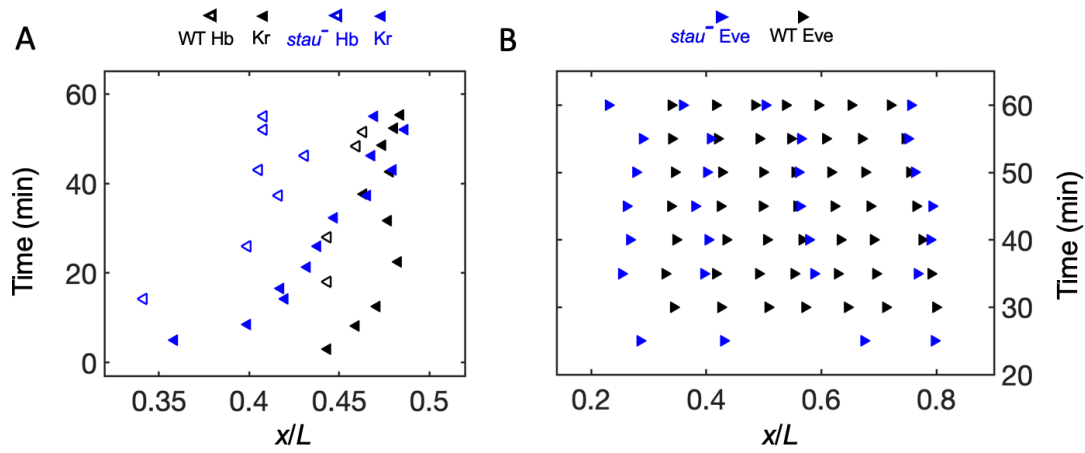 A
WT Hb Kr stau⁻ Hb Kr
Time (min)
60
40
20
0
0.35 0.4 0.45 0.5
x/L
B
stau⁻ Eve WT Eve
60
50
40
30
20
Time (min)
0.2 0.4 0.6 0.8
x/L